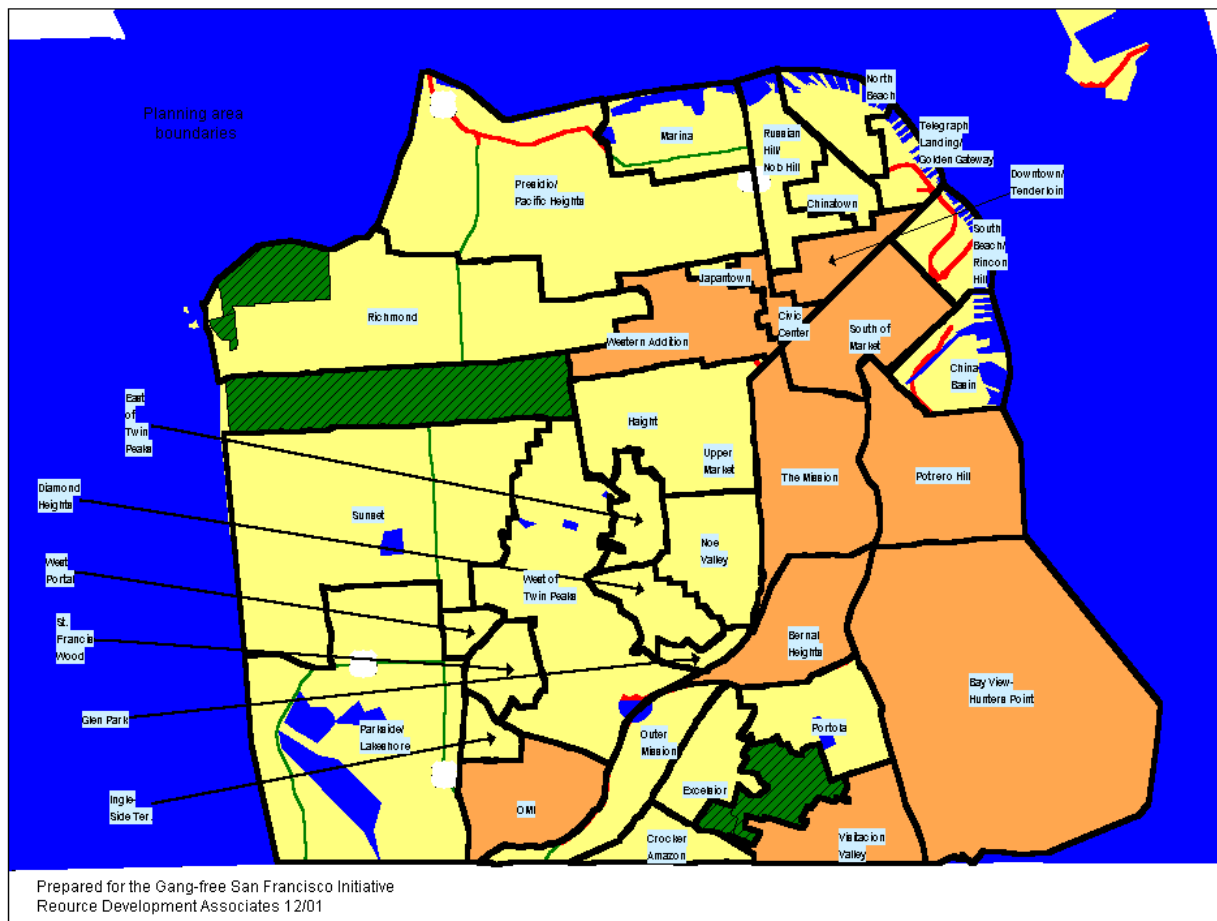 Planning area
boundaries
North
Beach
Telegraph
Landing/
Golden Gateway
Downtown/
Tenderloin
Marina
Russian
Hill/
Nob Hill
Presidio/
Pacific Heights
Chinatown
South
Beach/
Rincon
Hill
Japantown
Richmond
Civic
Center
Western Addition
South of
Market
China
Basin
East
of
Twin
Peaks
Haight
Upper
Market
The Mission
Potrero Hill
Diamond
Heights
Sunset
Noe
Valley
West
Portal
West of
Twin Peaks
St.
Francis
Wood
Bernal
Heights
Bay View-
Hunters Point
Glen Park
Parkside/
Lakeshore
Outer
Mission
Portola
Excelsior
Ingle-
Side Ter.
OMI
Crocker
Amazon
Visitacion
Valley
Prepared for the Gang-free San Francisco Initiative
Reource Development Associates 12/01